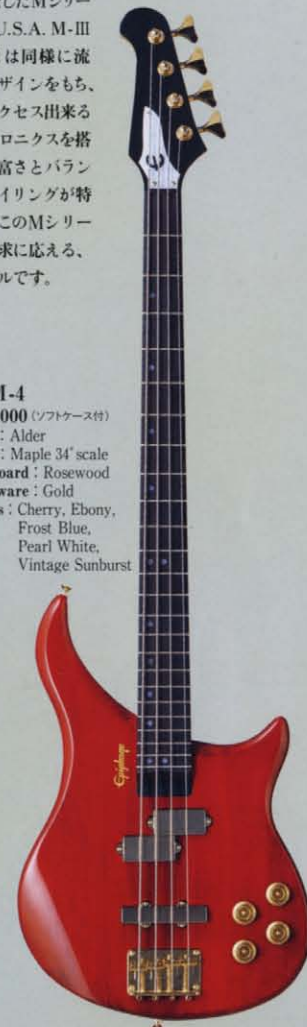 したMシリー
U.S.A. M-III
は同様に流
ザインをもち、
クセス出来る
ロニクスを搭
富さとバラン
イリングが特
このMシリー
求に応える、
ルです。
M-4
000（ソフトケース付）
: Alder
: Maple 34" scale
oard : Rosewood
ware : Gold
s : Cherry, Ebony,
Frost Blue,
Pearl White,
Vintage Sunburst
Epiphone